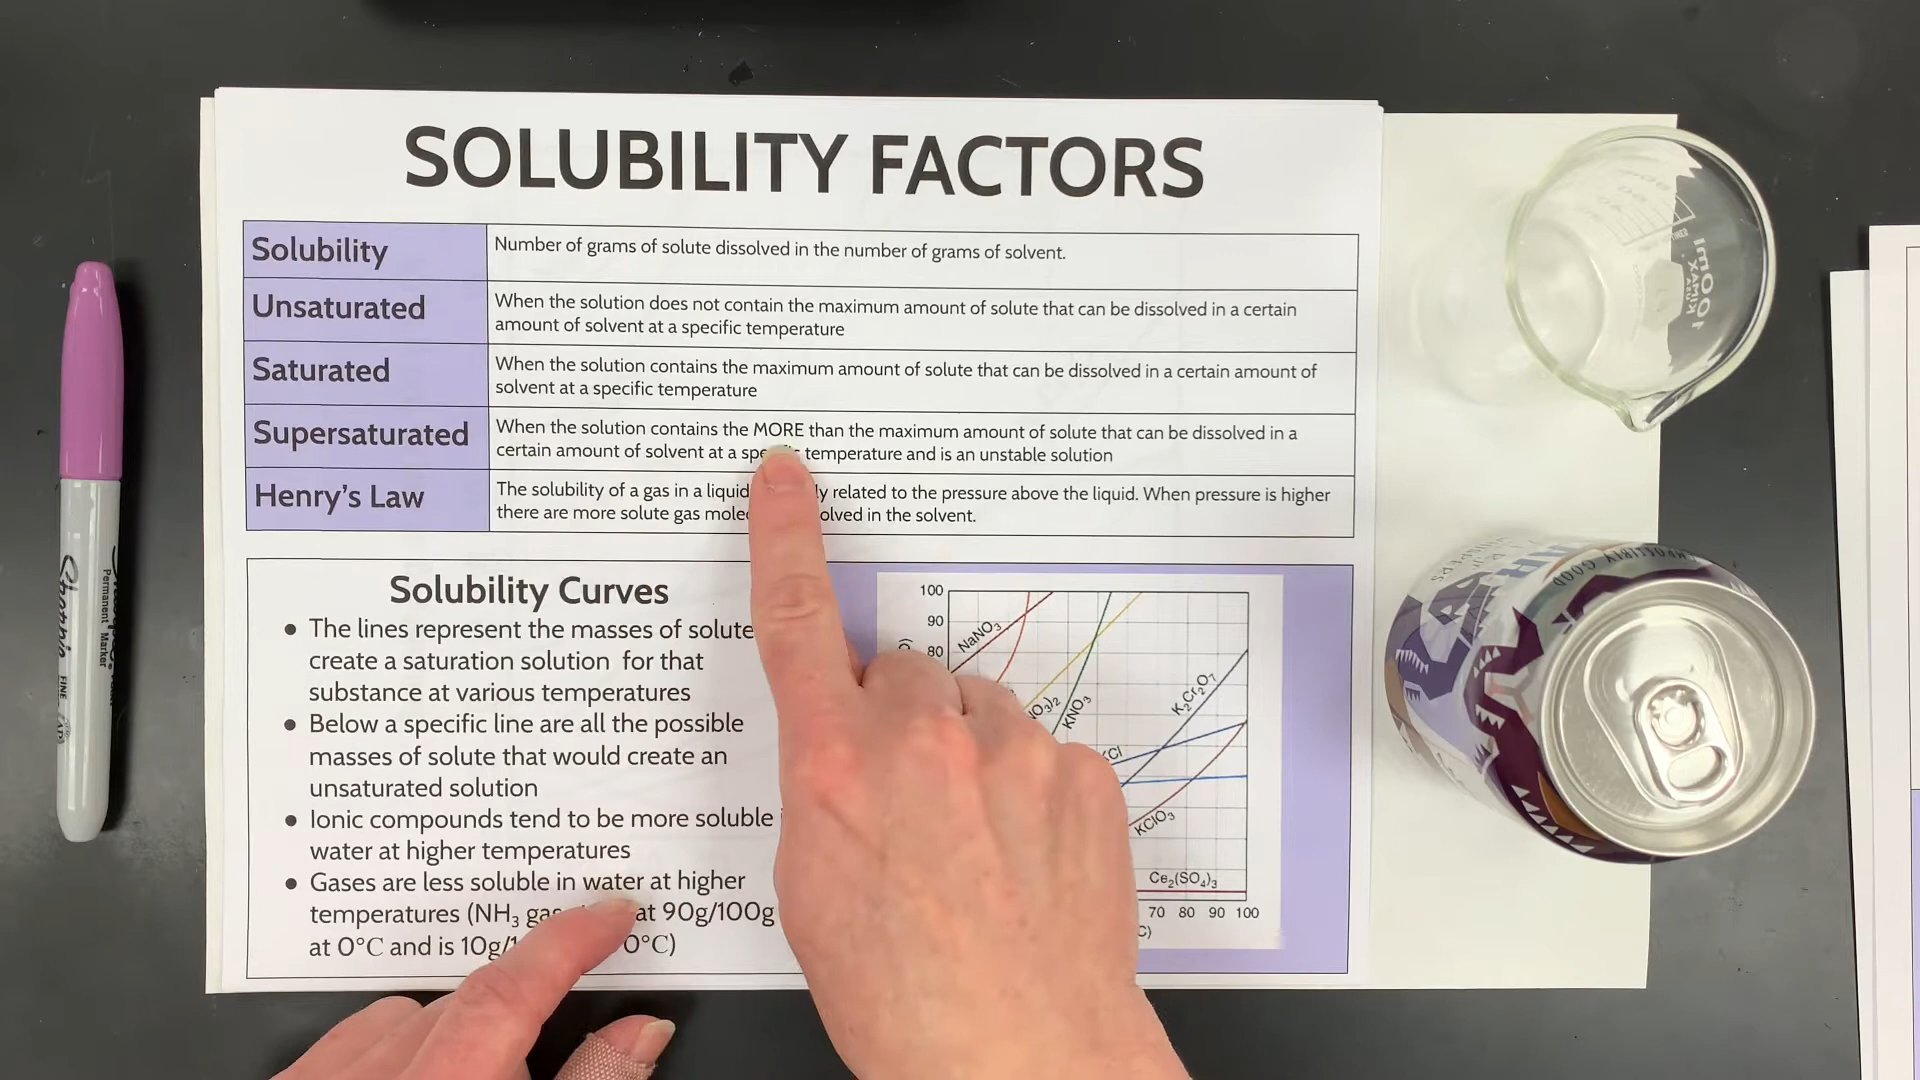 SOLUBILITY FACTORS
Solubility
Number of grams of solute dissolved in the number of grams of solvent.
Unsaturated
When the solution does not contain the maximum amount of solute that can be dissolved in a certain
amount of solvent at a specific temperature
Saturated
When the solution contains the maximum amount of solute that can be dissolved in a certain amount of
solvent at a specific temperature
Supersaturated
When the solution contains the MORE than the maximum amount of solute that can be dissolved in a
certain amount of solvent at a temperature and is an unstable solution
Henry's Law
The solubility of a gas in a liquid related to the pressure above the liquid. When pressure is higher
there are more solute gas in the solvent.
Solubility Curves
• The lines represent the masses of solute
create a saturation solution for that
substance at various temperatures
• Below a specific line are all the possible
masses of solute that would create an
unsaturated solution
• Ionic compounds tend to be more soluble
water at higher temperatures
• Gases are less soluble in water at higher
temperatures (NH₃ at 90g/100g
at 0°C and is
100
90
80
NaNO₃
KNO₃
K₂Cr₂O₇
KClO₃
Ce₂(SO₄)₃
70 80 90 100
Sharpie
Permanent Marker
FINE
100ml
KIMAX
GOOD